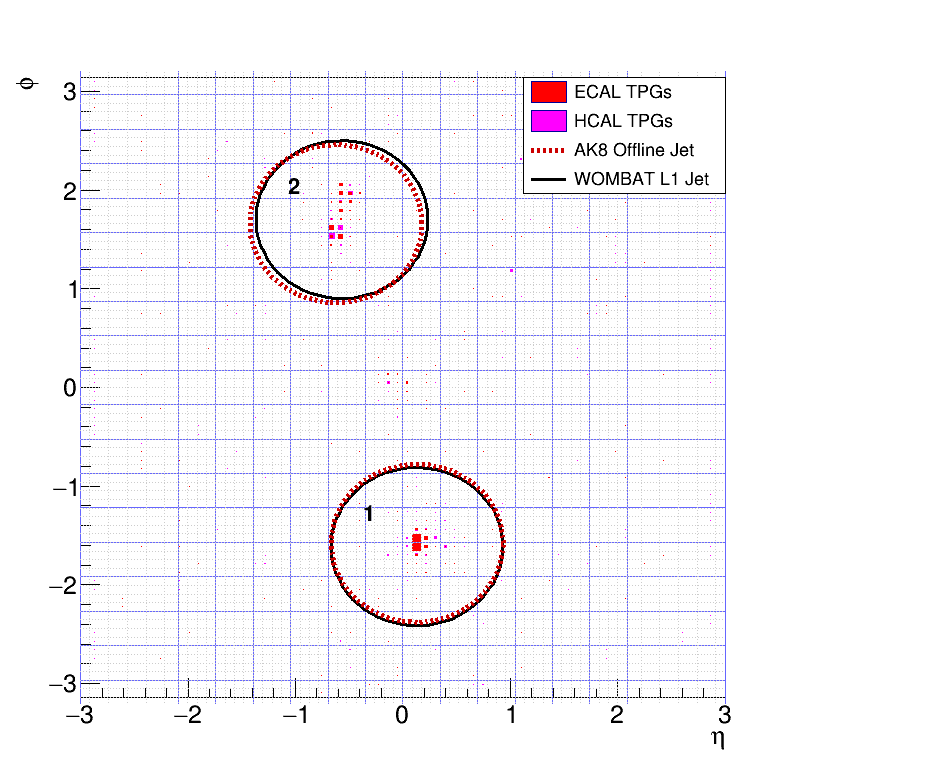 φ
3
ECAL TPGs
HCAL TPGs
AK8 Offline Jet
WOMBAT L1 Jet
2
2
1
0
−1
1
−2
−3
−3 −2 −1 0 1 2 3
η